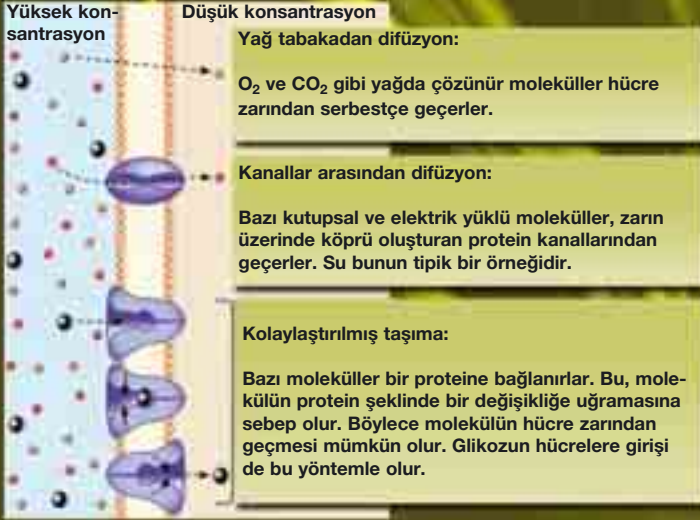 Yüksek kon-
santrasyon
Düşük konsantrasyon
Yağ tabakadan difüzyon:
O₂ ve CO₂ gibi yağda çözünür moleküller hücre
zarından serbestçe geçerler.
Kanallar arasından difüzyon:
Bazı kutupsal ve elektrik yüklü moleküller, zarın
üzerinde köprü oluşturan protein kanallarından
geçerler. Su bunun tipik bir örneğidir.
Kolaylaştırılmış taşıma:
Bazı moleküller bir proteine bağlanırlar. Bu, mole-
külün protein şeklinde bir değişikliğe uğramasına
sebep olur. Böylece molekülün hücre zarından
geçmesi mümkün olur. Glikozun hücrelere girişi
de bu yöntemle olur.